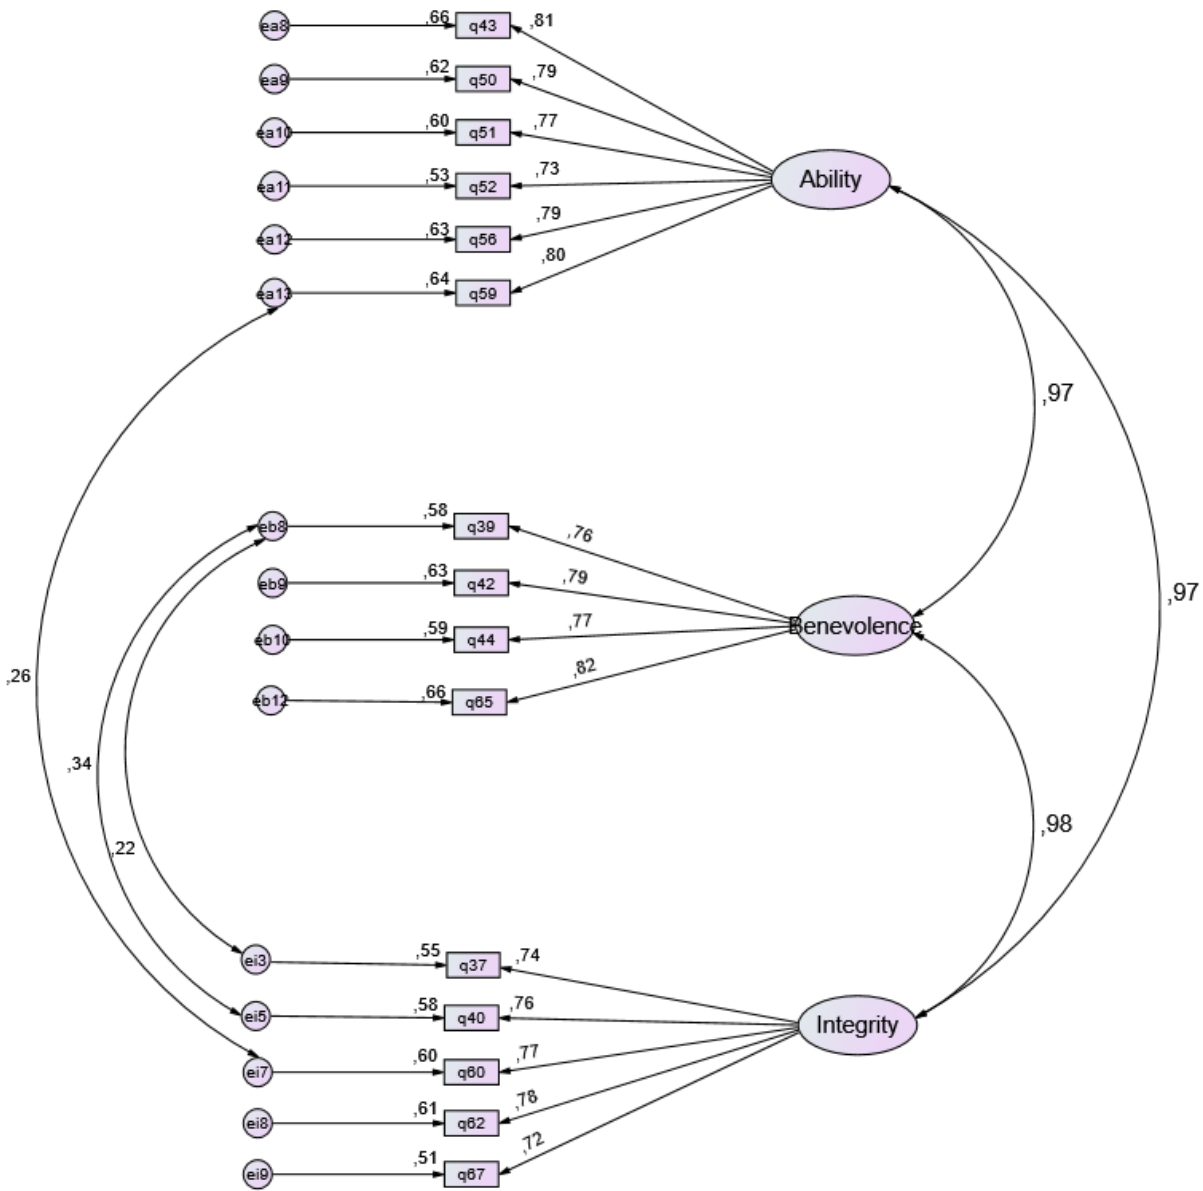 ea8 ,66 q43 ,81
ea9 ,62 q50 ,79
ea10 ,60 q51 ,77
ea11 ,53 q52 ,73
Ability
ea12 ,63 q56 ,79
ea13 ,64 q59 ,80
,97
eb8 ,58 q39 ,76
eb9 ,63 q42 ,79
,97
eb10 ,59 q44 ,77
Benevolence
eb12 ,66 q65 ,82
,26
,34
,98
,22
ei3 ,55 q37 ,74
ei5 ,58 q40 ,76
Integrity
ei7 ,60 q60 ,77
ei8 ,61 q62 ,78
ei9 ,51 q67 ,72